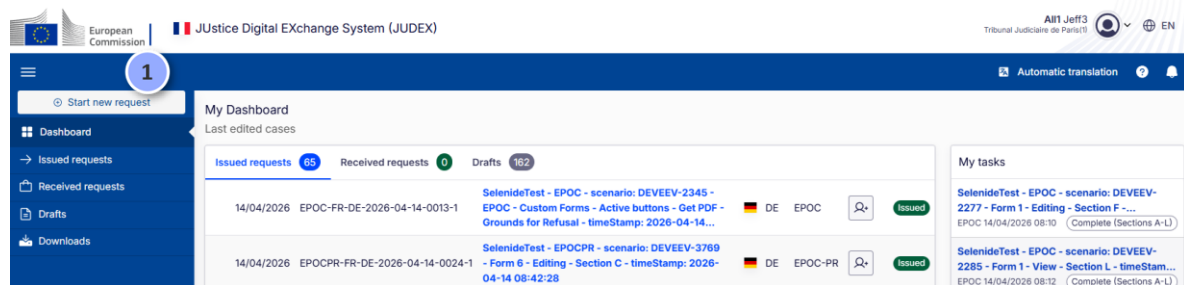 European
Commission
JUstice Digital EXchange System (JUDEX)
All1 Jeff3
Tribunal Judiciaire de Paris(1)
EN
1
Automatic translation
?
Start new request
Dashboard
Issued requests
Received requests
Drafts
Downloads
My Dashboard
Last edited cases
Issued requests 65 Received requests 0 Drafts 162
14/04/2026 EPOC-FR-DE-2026-04-14-0013-1
SelenideTest - EPOC - scenario: DEVEEV-2345 -
EPOC - Custom Forms - Active buttons - Get PDF -
Grounds for Refusal - timeStamp: 2026-04-14...
DE EPOC Issued
14/04/2026 EPOCPR-FR-DE-2026-04-14-0024-1
SelenideTest - EPOCPR - scenario: DEVEEV-3769
- Form 6 - Editing - Section C - timeStamp: 2026-
04-14 08:42:28
DE EPOC-PR Issued
My tasks
SelenideTest - EPOC - scenario: DEVEEV-
2277 - Form 1 - Editing - Section F -...
EPOC 14/04/2026 08:10 Complete (Sections A-L)
SelenideTest - EPOC - scenario: DEVEEV-
2285 - Form 1 - View - Section L - timeStam...
EPOC 14/04/2026 08:12 Complete (Sections A-L)